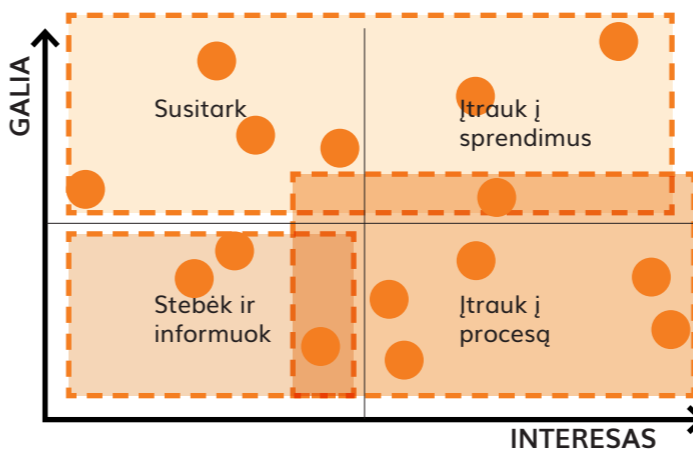 GALIA
Susitark
Įtrauk į
sprendimus
Stebėk ir
informuok
Įtrauk į
procesą
INTERESAS